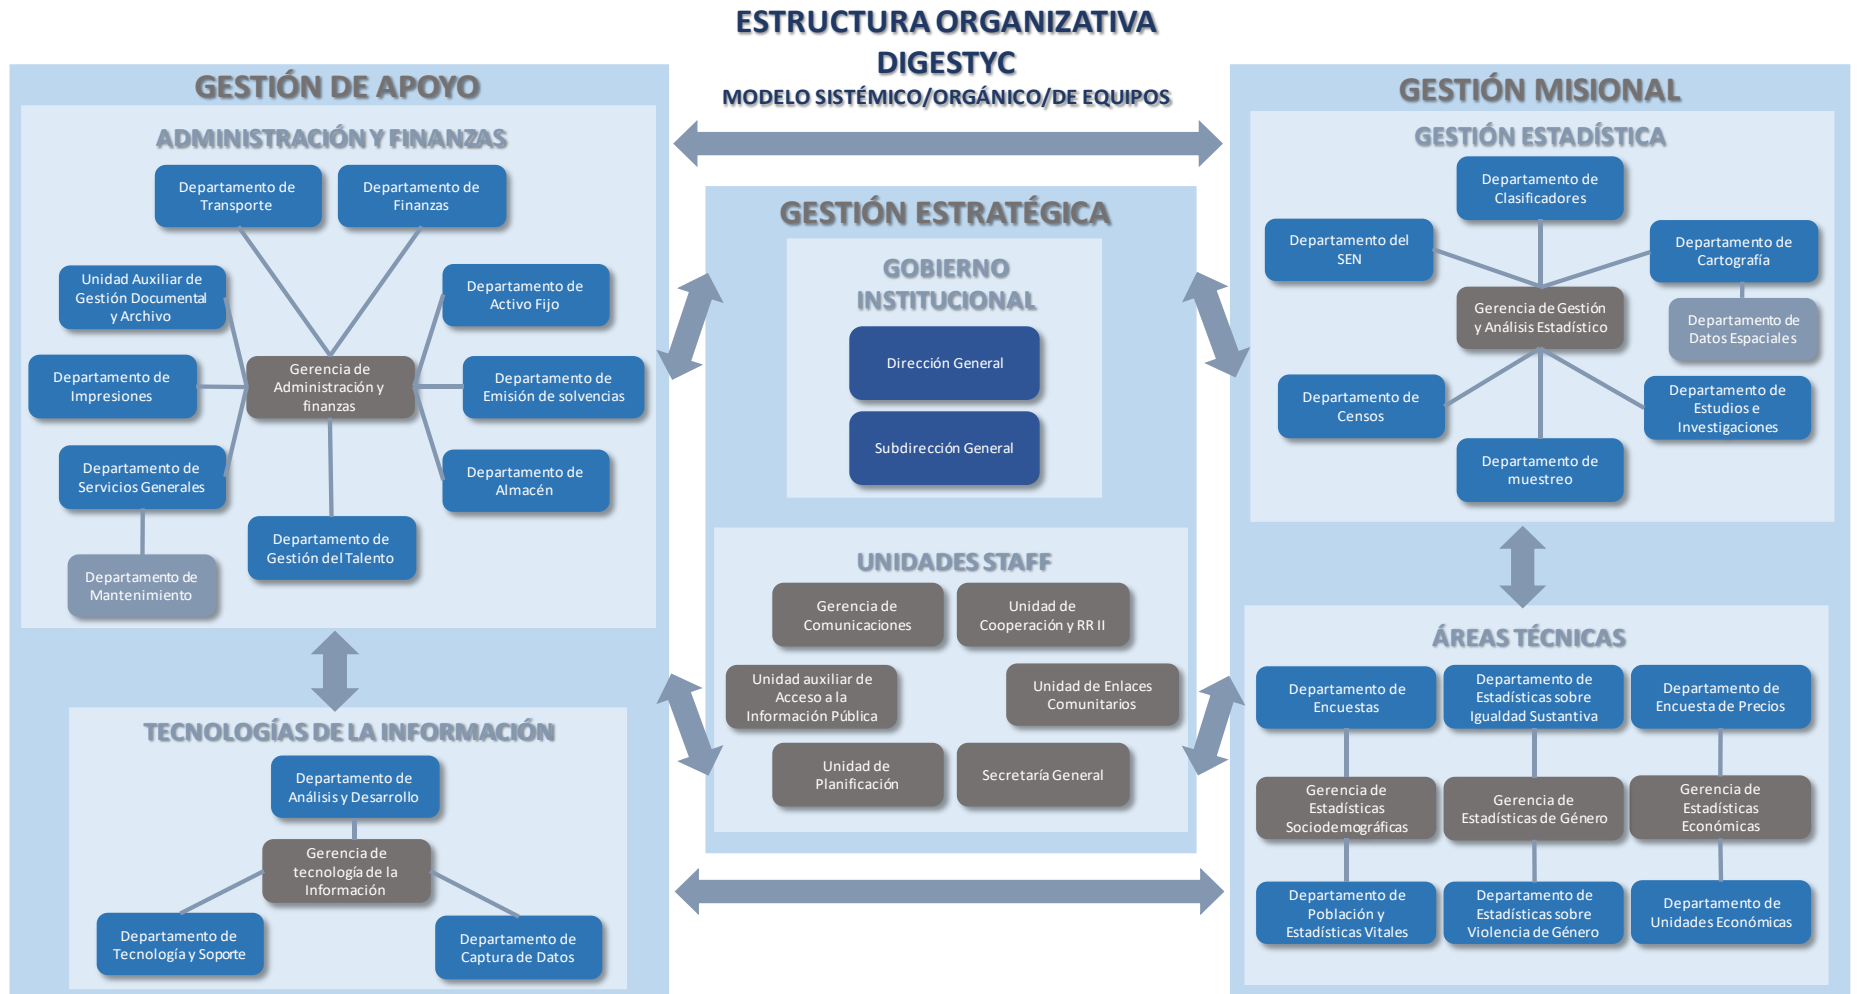 ESTRUCTURA ORGANIZATIVA
DIGESTYC
MODELO SISTÉMICO/ORGÁNICO/DE EQUIPOS
GESTIÓN DE APOYO
ADMINISTRACIÓN Y FINANZAS
Departamento de
Transporte
Departamento de
Finanzas
Unidad Auxiliar de
Gestión Documental
y Archivo
Departamento de
Activo Fijo
Departamento de
Impresiones
Gerencia de
Administración y
finanzas
Departamento de
Emisión de solvencias
Departamento de
Servicios Generales
Departamento de
Almacén
Departamento de
Gestión del Talento
Departamento de
Mantenimiento
TECNOLOGÍAS DE LA INFORMACIÓN
Departamento de
Análisis y Desarrollo
Gerencia de
tecnología de la
Información
Departamento de
Tecnología y Soporte
Departamento de
Captura de Datos
GESTIÓN ESTRATÉGICA
GOBIERNO
INSTITUCIONAL
Dirección General
Subdirección General
UNIDADES STAFF
Gerencia de
Comunicaciones
Unidad de
Cooperación y RR II
Unidad auxiliar de
Acceso a la
Información Pública
Unidad de Enlaces
Comunitarios
Unidad de
Planificación
Secretaría General
GESTIÓN MISIONAL
GESTIÓN ESTADÍSTICA
Departamento de
Clasificadores
Departamento del
SEN
Departamento de
Cartografía
Gerencia de Gestión
y Análisis Estadístico
Departamento de
Datos Espaciales
Departamento de
Censos
Departamento de
Estudios e
Investigaciones
Departamento de
muestreo
ÁREAS TÉCNICAS
Departamento de
Encuestas
Departamento de
Estadísticas sobre
Igualdad Sustantiva
Departamento de
Encuesta de Precios
Gerencia de
Estadísticas
Sociodemográficas
Gerencia de
Estadísticas de Género
Gerencia de
Estadísticas
Económicas
Departamento de
Población y
Estadísticas Vitales
Departamento de
Estadísticas sobre
Violencia de Género
Departamento de
Unidades Económicas